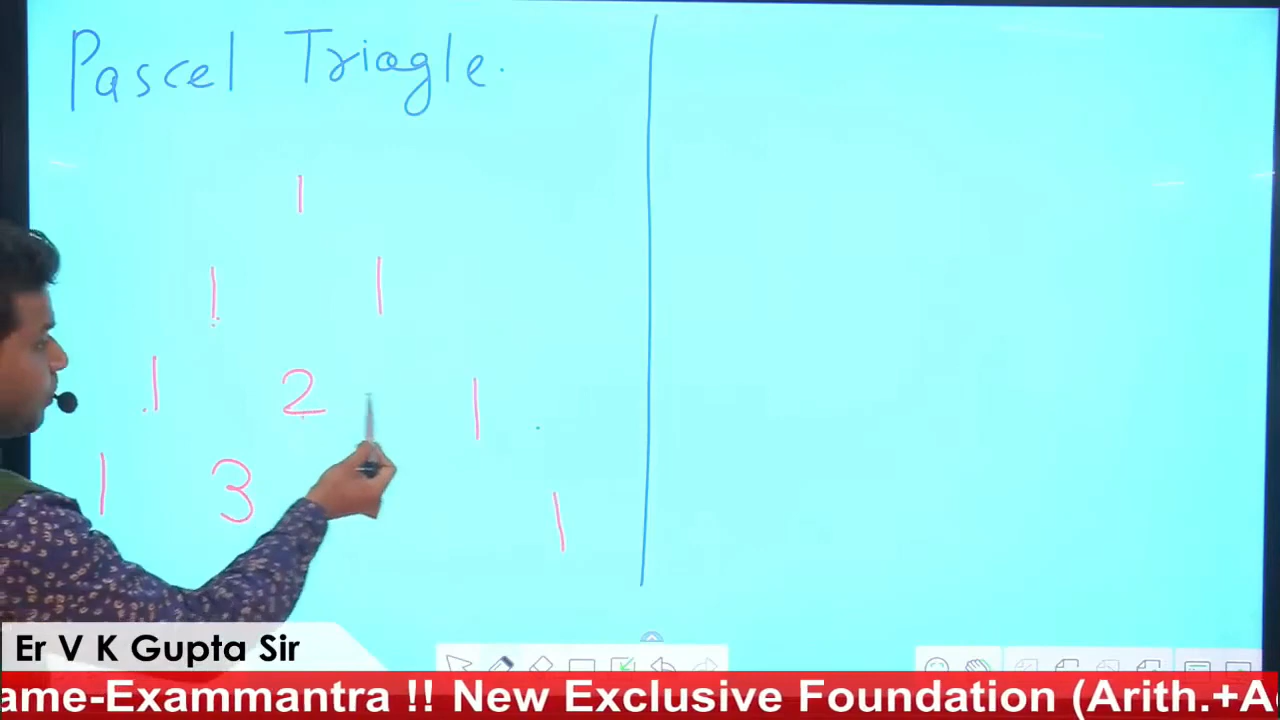 Pascel Triagle.
1
1 1
1 2 1
1 3 1
Er V K Gupta Sir
ame-Exammantra !! New Exclusive Foundation (Arith.+A